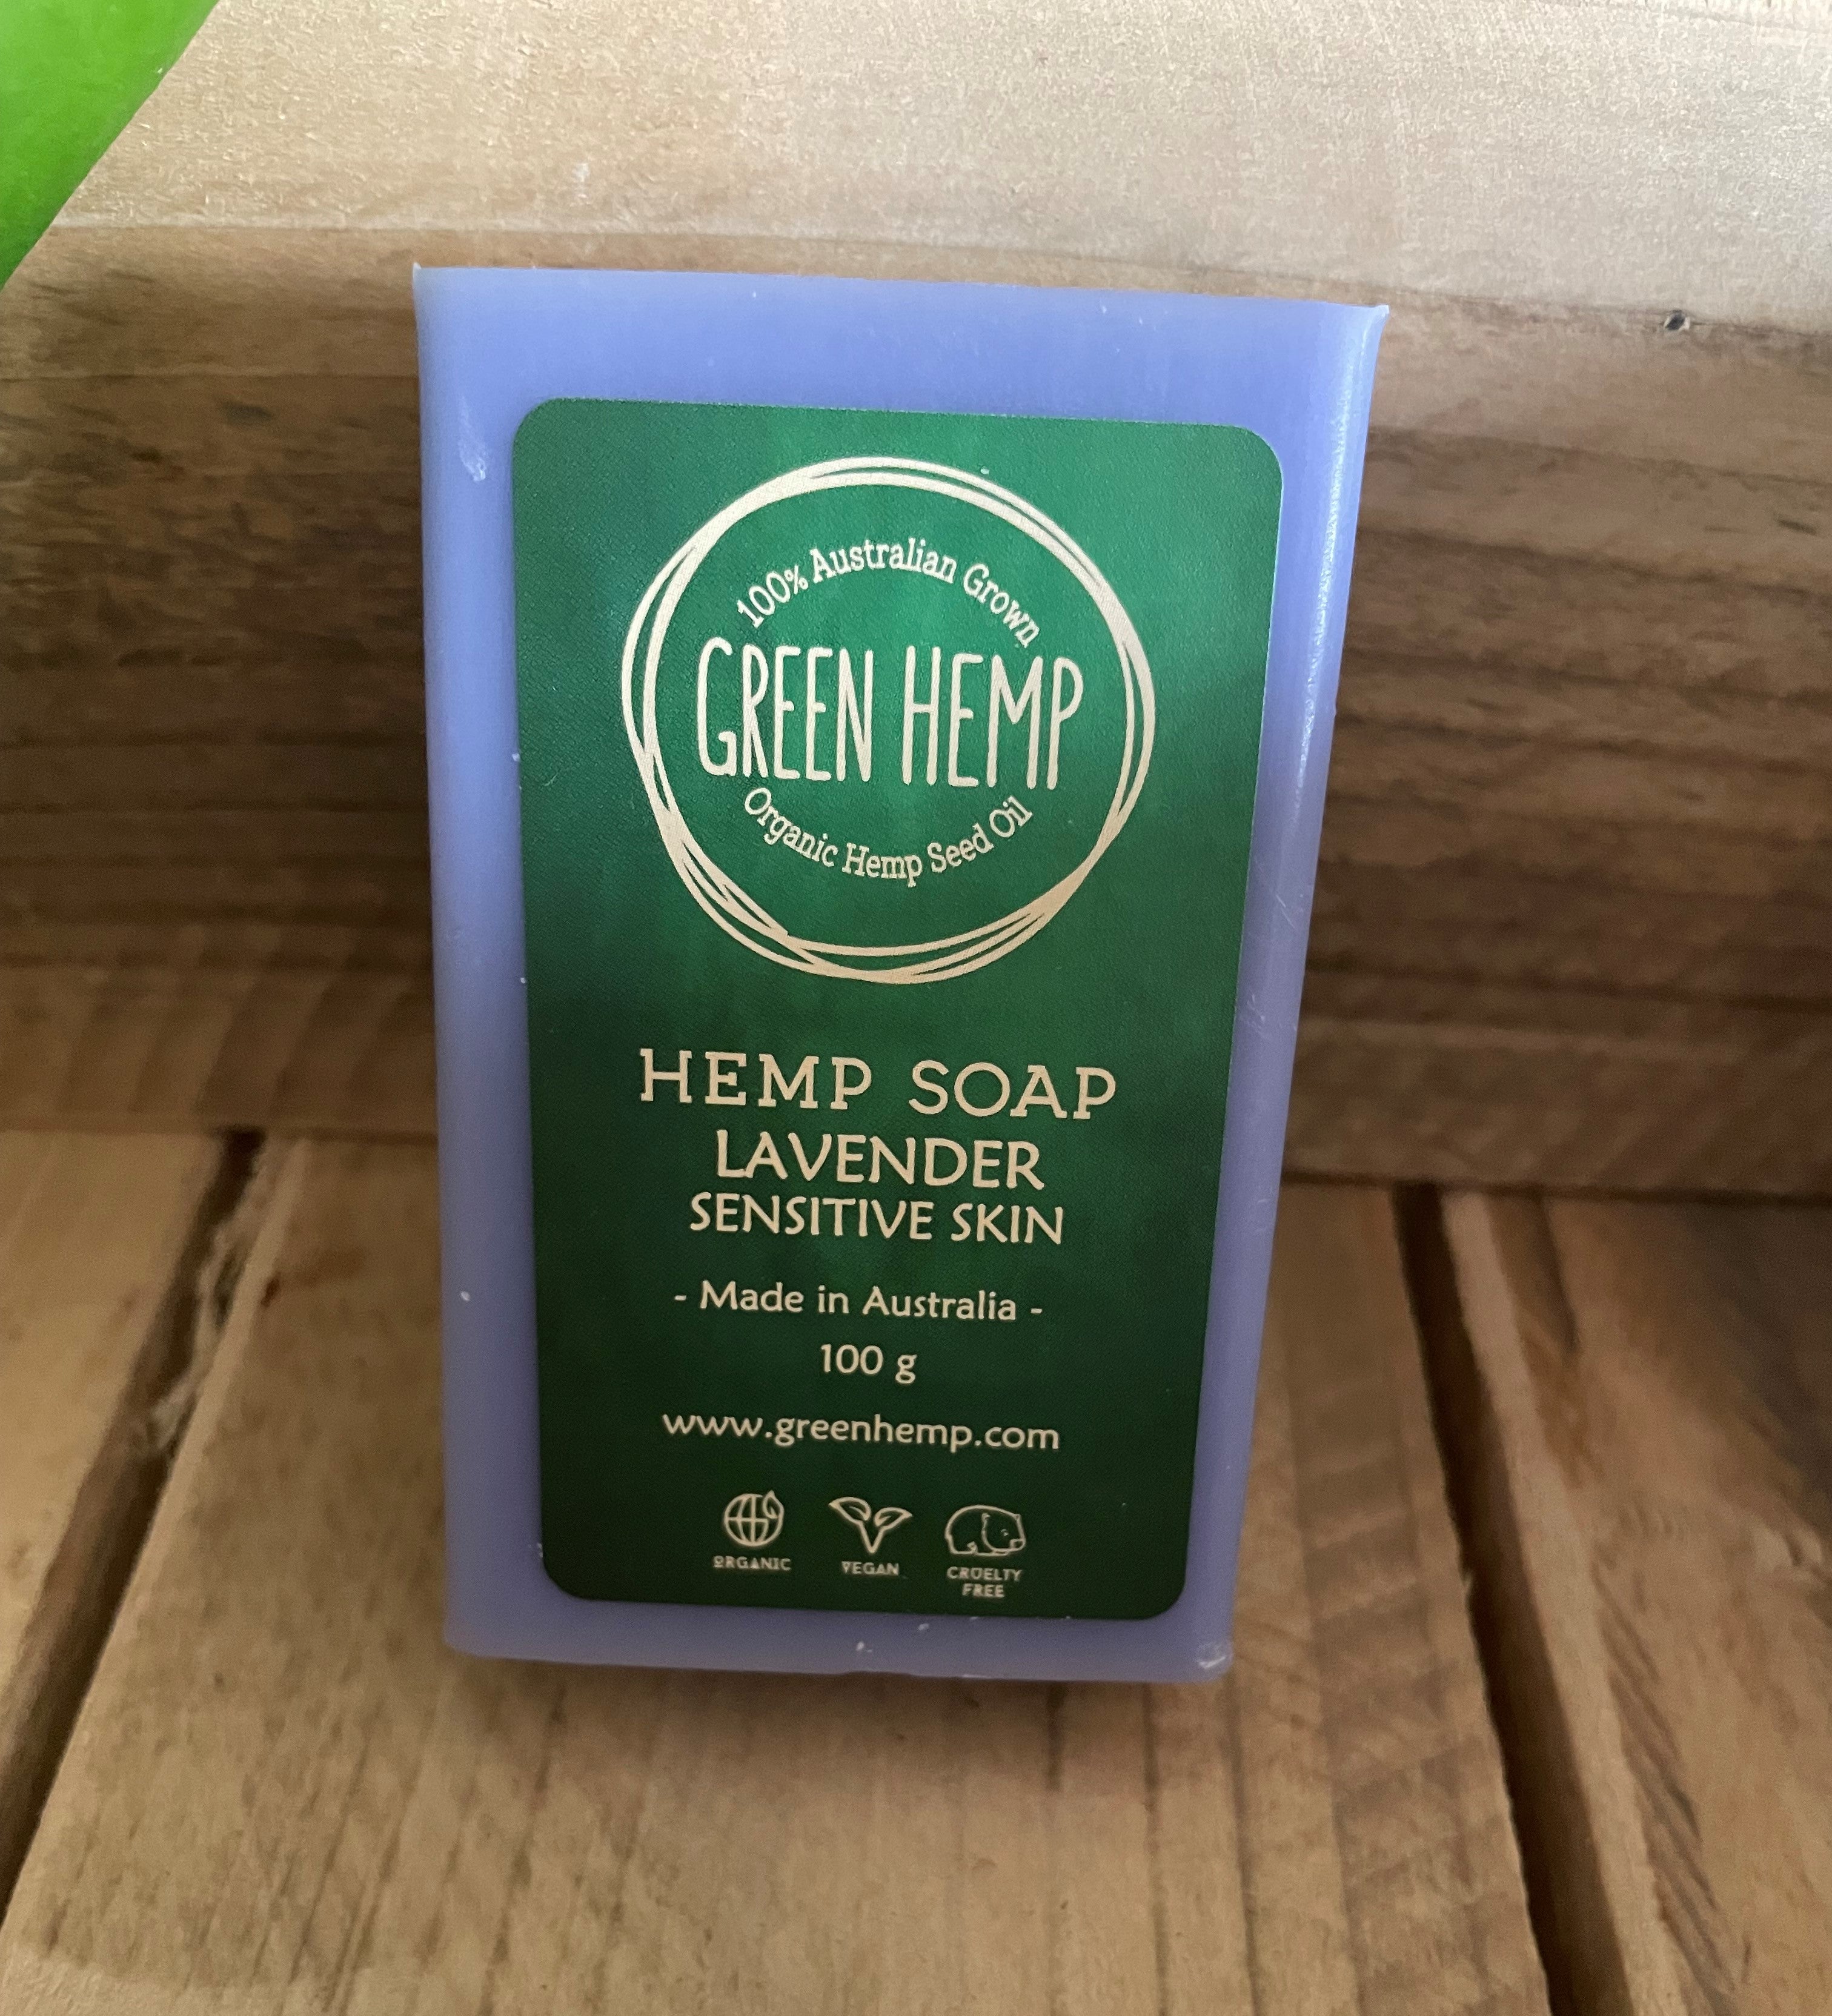 100% Australian Grown
GREEN HEMP
Organic Hemp Seed Oil
HEMP SOAP
LAVENDER
SENSITIVE SKIN
- Made in Australia -
100 g
www.greenhemp.com
ORGANIC
VEGAN
CRUELTY
FREE